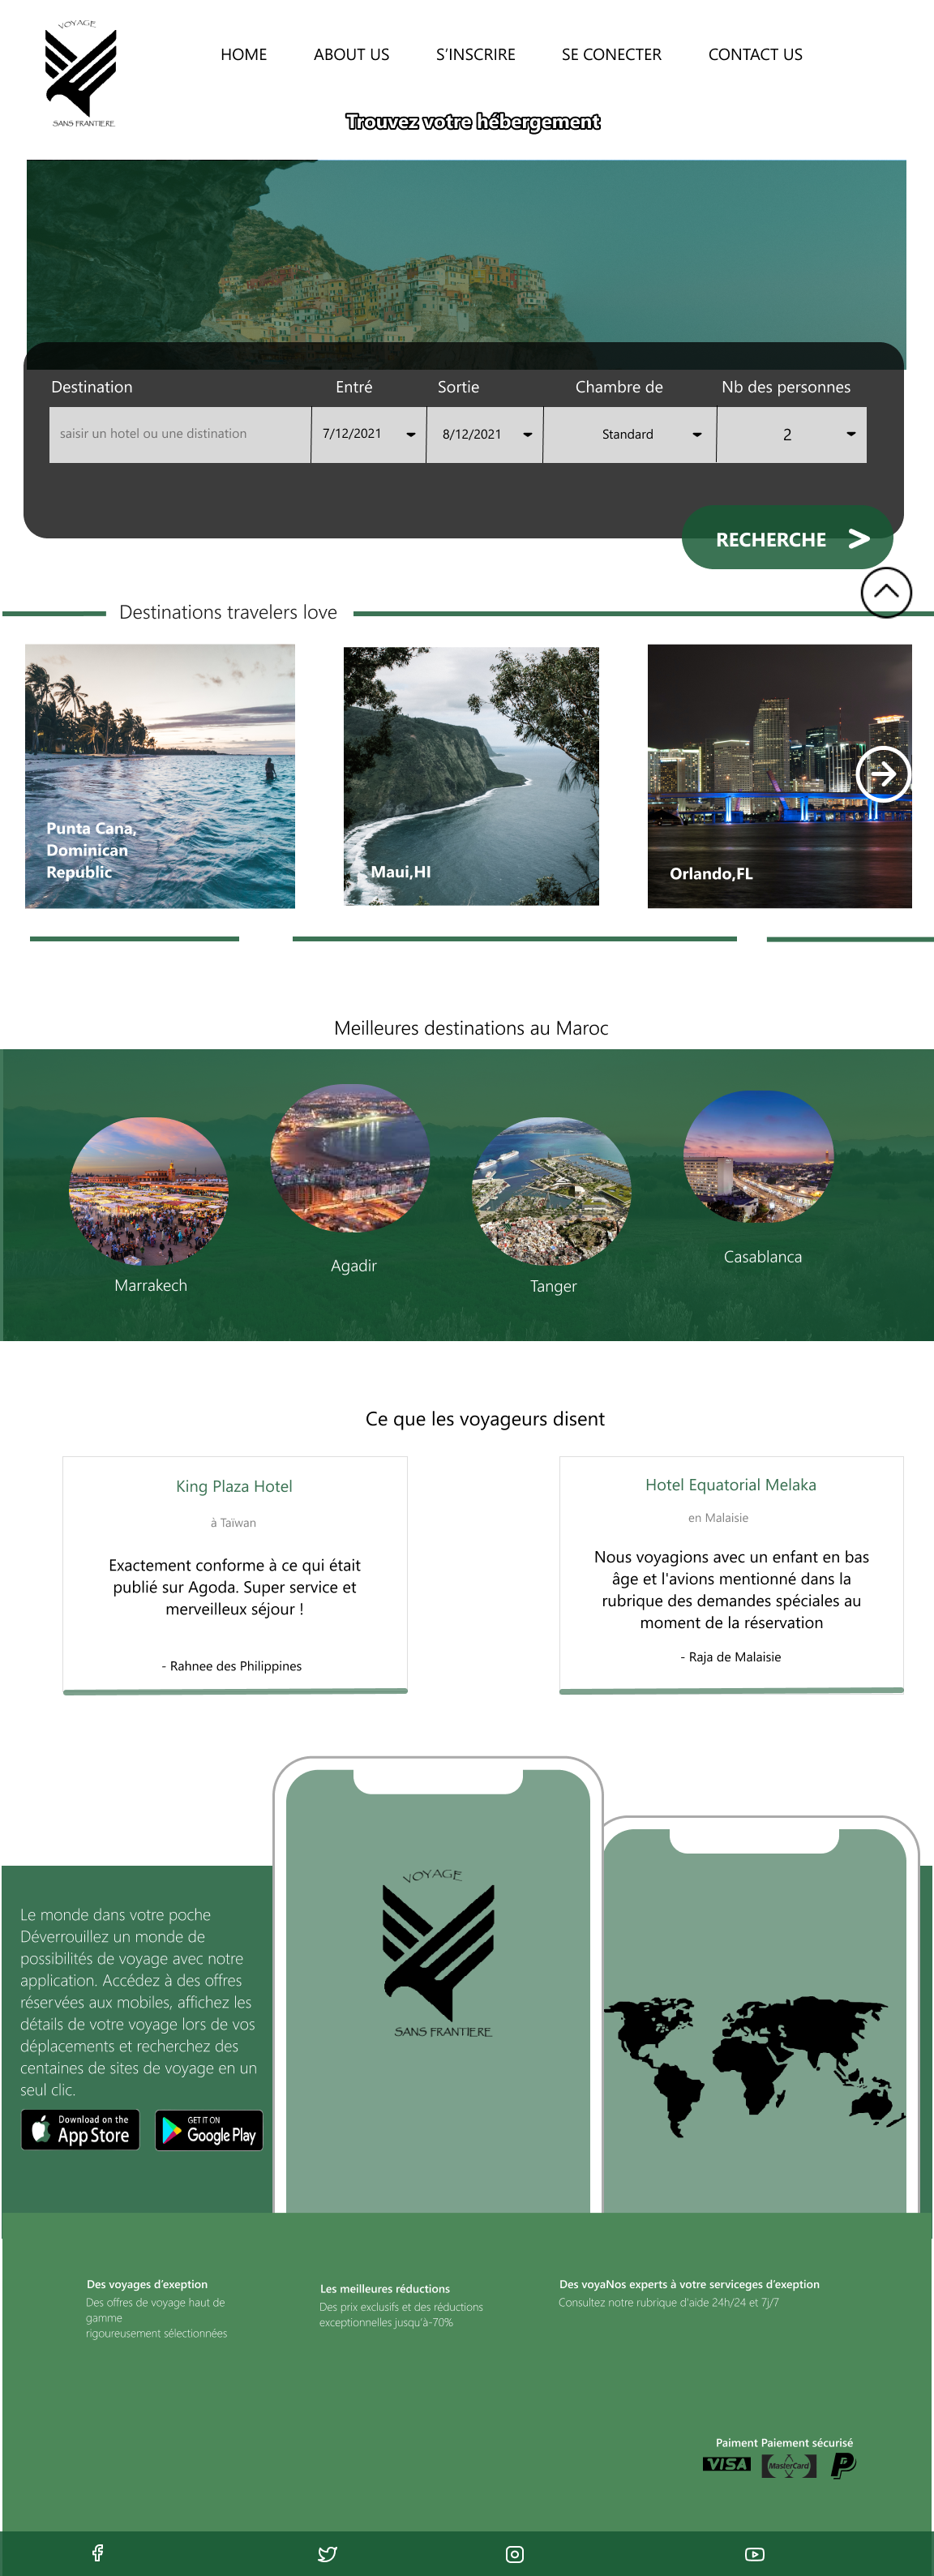 VOYAGE
SANS FRANTIERE
HOME ABOUT US S'INSCRIRE SE CONECTER CONTACT US
Trouvez votre hébergement
Destination Entré Sortie Chambre de Nb des personnes
saisir un hotel ou une distination 7/12/2021 8/12/2021 Standard 2
RECHERCHE >
Destinations travelers love
Punta Cana,
Dominican
Republic
Maui,HI
Orlando,FL
Meilleures destinations au Maroc
Marrakech
Agadir
Tanger
Casablanca
Ce que les voyageurs disent
King Plaza Hotel
à Taïwan
Exactement conforme à ce qui était
publié sur Agoda. Super service et
merveilleux séjour !
- Rahnee des Philippines
Hotel Equatorial Melaka
en Malaisie
Nous voyagions avec un enfant en bas
âge et l'avions mentionné dans la
rubrique des demandes spéciales au
moment de la réservation
- Raja de Malaisie
Le monde dans votre poche
Déverrouillez un monde de
possibilités de voyage avec notre
application. Accédez à des offres
réservées aux mobiles, affichez les
détails de votre voyage lors de vos
déplacements et recherchez des
centaines de sites de voyage en un
seul clic.
Download on the
App Store
GET IT ON
Google Play
VOYAGE
SANS FRANTIERE
Des voyages d'exeption
Des offres de voyage haut de
gamme
rigoureusement sélectionnées
Les meilleures réductions
Des prix exclusifs et des réductions
exceptionnelles jusqu'à-70%
Des voyaNos experts à votre serviceges d'exeption
Consultez notre rubrique d'aide 24h/24 et 7j/7
Paiment Paiement sécurisé
VISA MasterCard